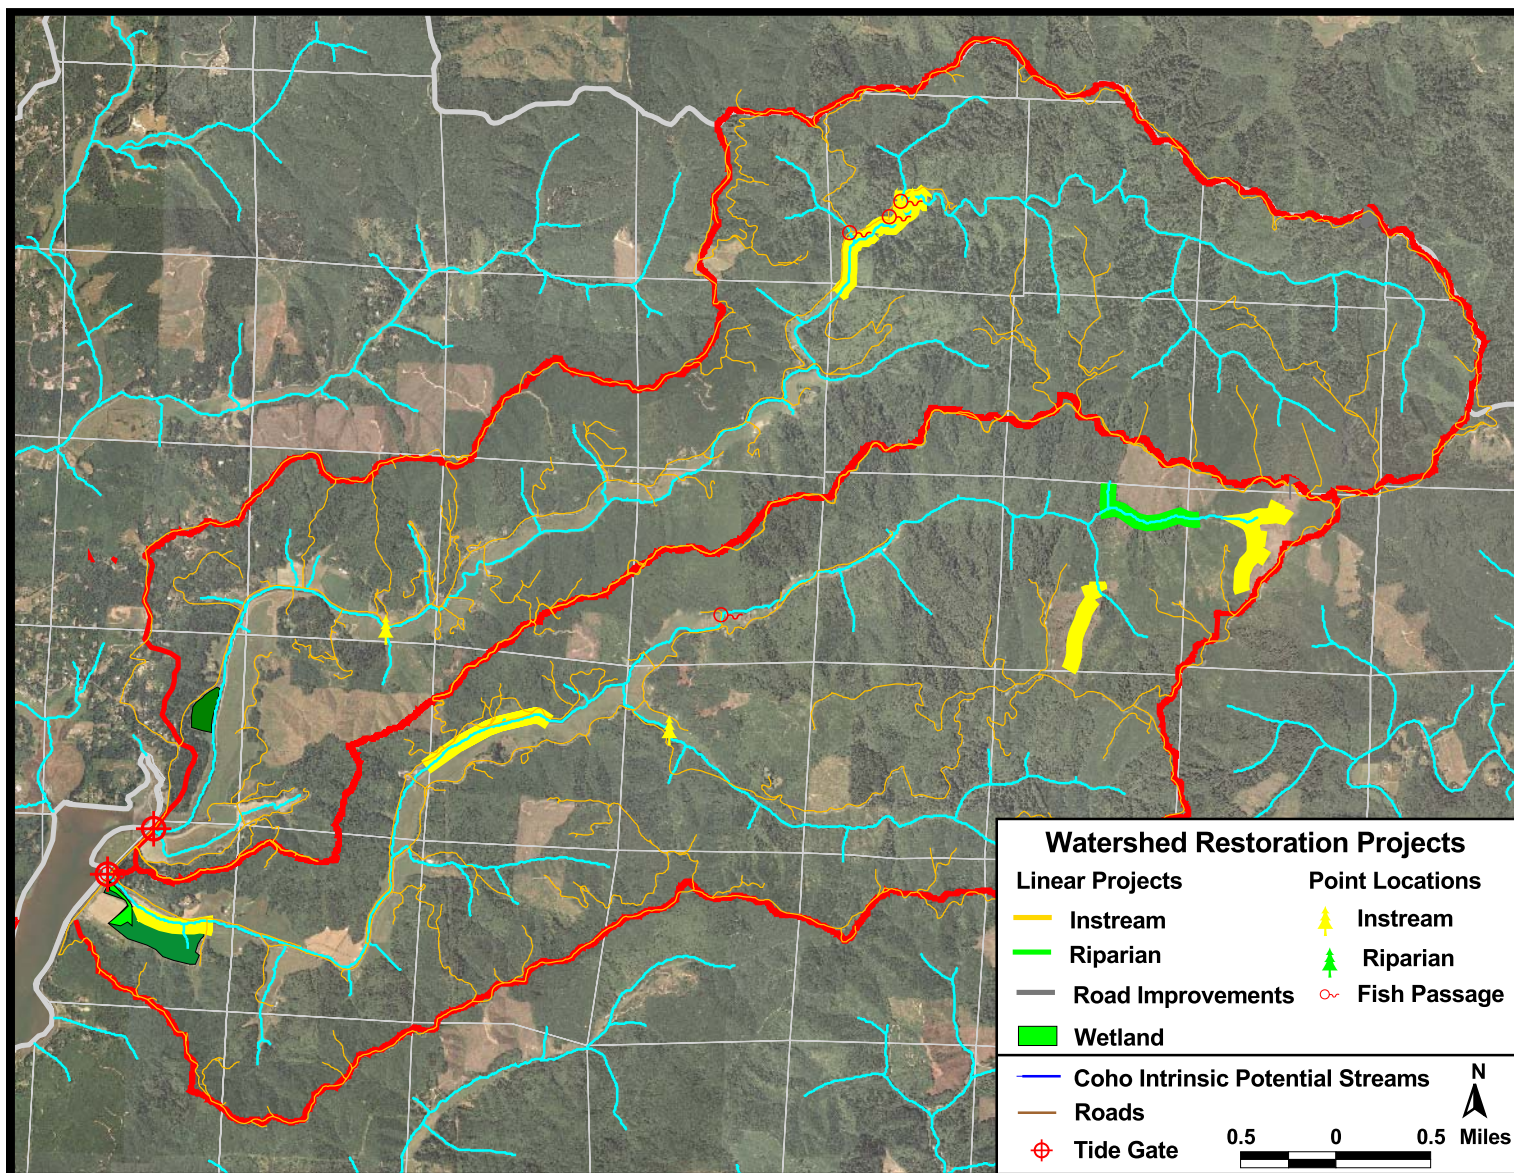 Watershed Restoration Projects
Linear Projects
Point Locations
Instream
Instream
Riparian
Riparian
Road Improvements
Fish Passage
Wetland
Coho Intrinsic Potential Streams
N
Roads
Tide Gate
0.5 0 0.5 Miles